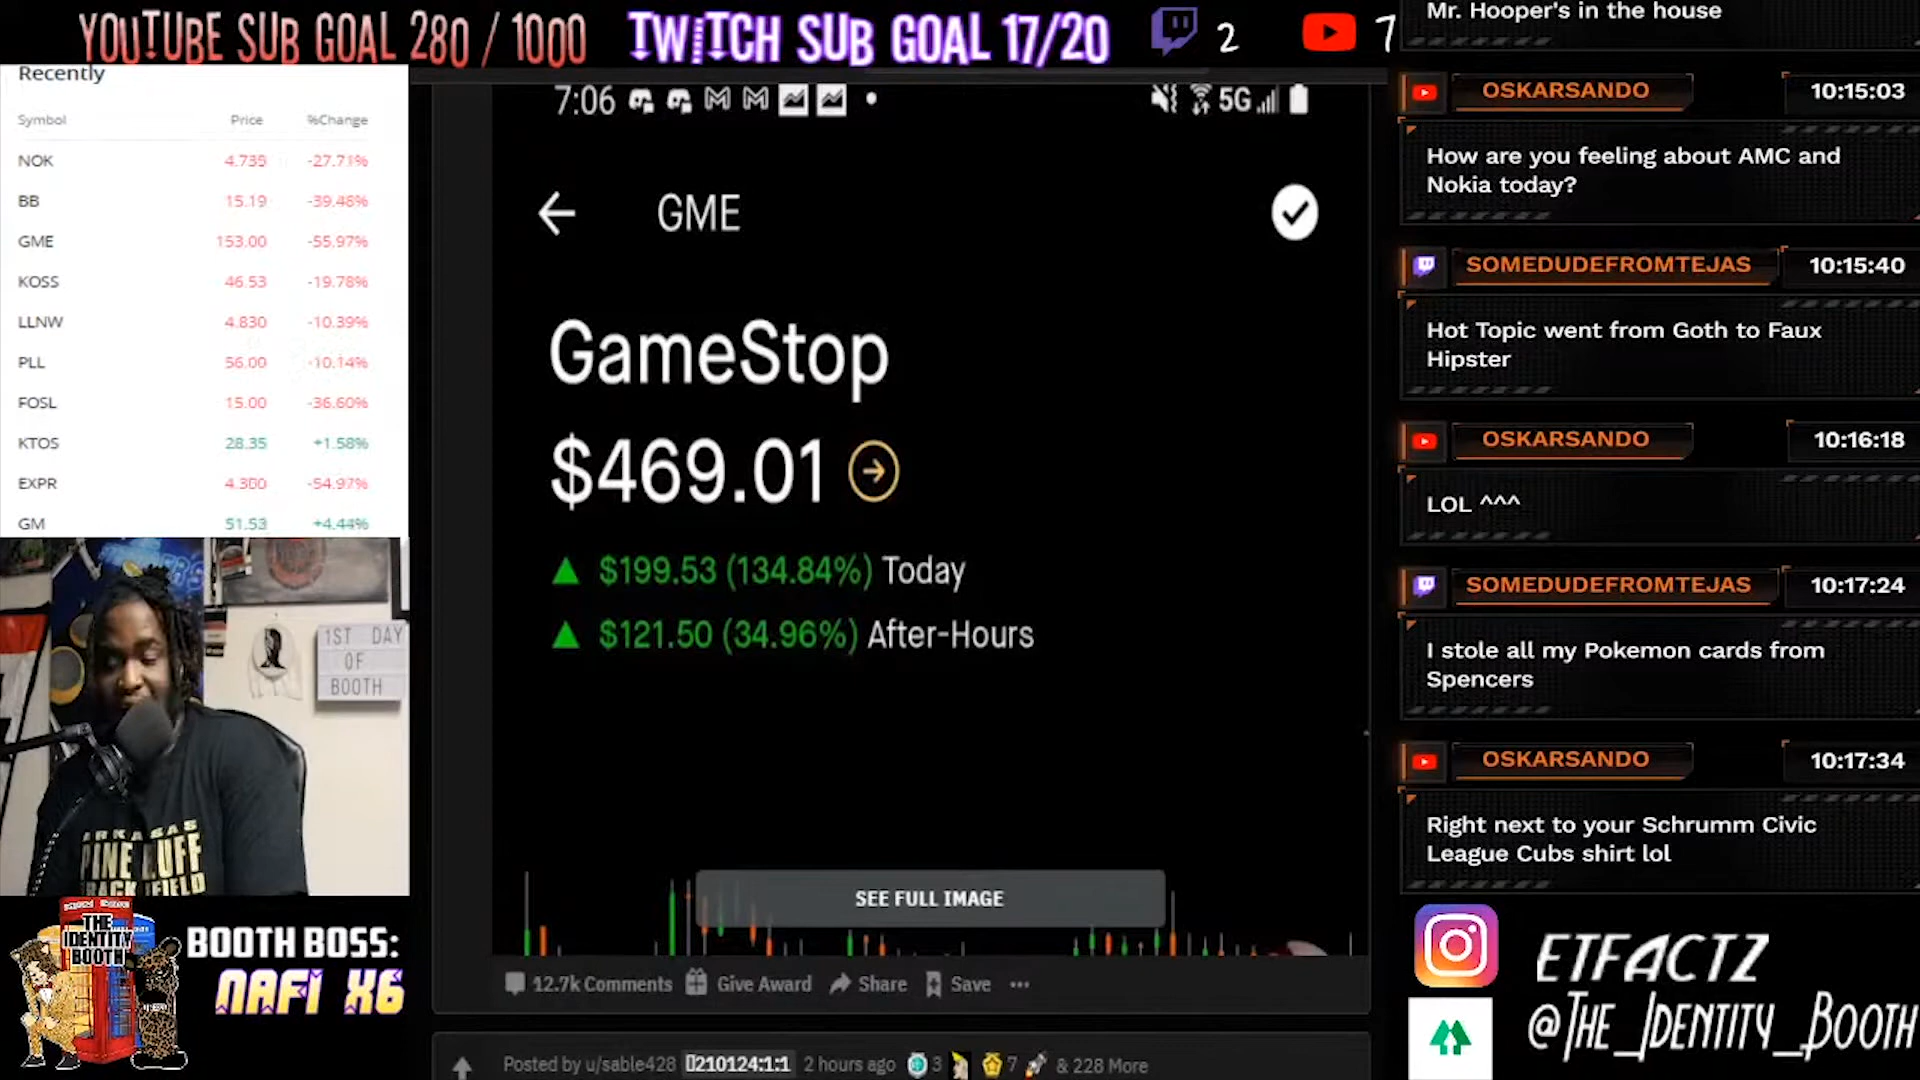 YOUTUBE SUB GOAL 280 / 1000
TWITCH SUB GOAL 17/20
2
7
Recently
Symbol Price %Change
NOK 4.735 -27.71%
BB 15.19 -39.48%
GME 153.00 -55.97%
KOSS 46.53 -19.78%
LLNW 4.830 -10.39%
PLL 56.00 -10.14%
FOSL 15.00 -36.60%
KTOS 28.35 +1.58%
EXPR 4.300 -54.97%
GM 51.53 +4.44%
1ST DAY
OF
BOOTH
ARKANSAS
PINE BLUFF
TRACK FIELD
THE
IDENTITY
BOOTH
BOOTH BOSS:
NAFI X6
7:06
5G
GME
GameStop
$469.01
$199.53 (134.84%) Today
$121.50 (34.96%) After-Hours
SEE FULL IMAGE
12.7k Comments Give Award Share Save
Posted by u/sable428 210124:1:1 2 hours ago 3 7 & 228 More
Mr. Hooper's in the house
OSKARSANDO 10:15:03
How are you feeling about AMC and
Nokia today?
SOMEDUDEFROMTEJAS 10:15:40
Hot Topic went from Goth to Faux
Hipster
OSKARSANDO 10:16:18
LOL ^^^
SOMEDUDEFROMTEJAS 10:17:24
I stole all my Pokemon cards from
Spencers
OSKARSANDO 10:17:34
Right next to your Schrumm Civic
League Cubs shirt lol
ETFACTZ
@THE_IDENTITY_BOOTH